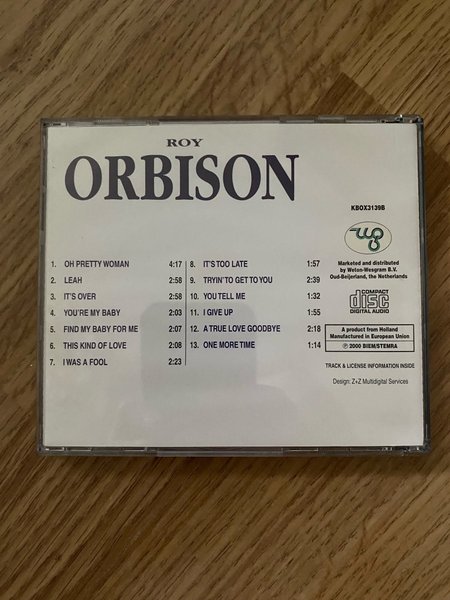 ROY
ORBISON
KBOX3139B
1. OH PRETTY WOMAN 4:17
2. LEAH 2:58
3. IT'S OVER 2:58
4. YOU'RE MY BABY 2:03
5. FIND MY BABY FOR ME 2:07
6. THIS KIND OF LOVE 2:08
7. I WAS A FOOL 2:23
8. IT'S TOO LATE 1:57
9. TRYIN' TO GET TO YOU 2:39
10. YOU TELL ME 1:32
11. I GIVE UP 1:55
12. A TRUE LOVE GOODBYE 2:18
13. ONE MORE TIME 1:14
Marketed and distributed
by Weton-Wesgram B.V.
Oud-Beijerland, the Netherlands
COMPACT
disc
DIGITAL AUDIO
A product from Holland
Manufactured in European Union
℗ 2000 BIEM/STEMRA
TRACK & LICENSE INFORMATION INSIDE
Design: Z+Z Multidigital Services